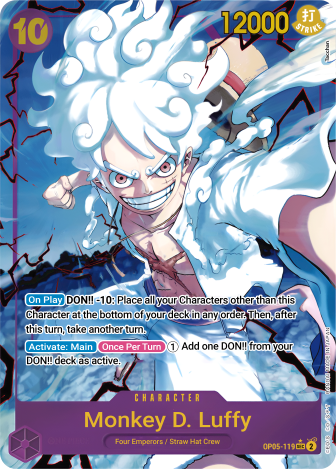 10
12000
打
STRIKE
Tacchan
On Play DON!! -10: Place all your Characters other than this
Character at the bottom of your deck in any order. Then, after
this turn, take another turn.
Activate: Main Once Per Turn ① Add one DON!! from your
DON!! deck as active.
CHARACTER
Monkey D. Luffy
Four Emperors / Straw Hat Crew
OP05-119 SEC 2